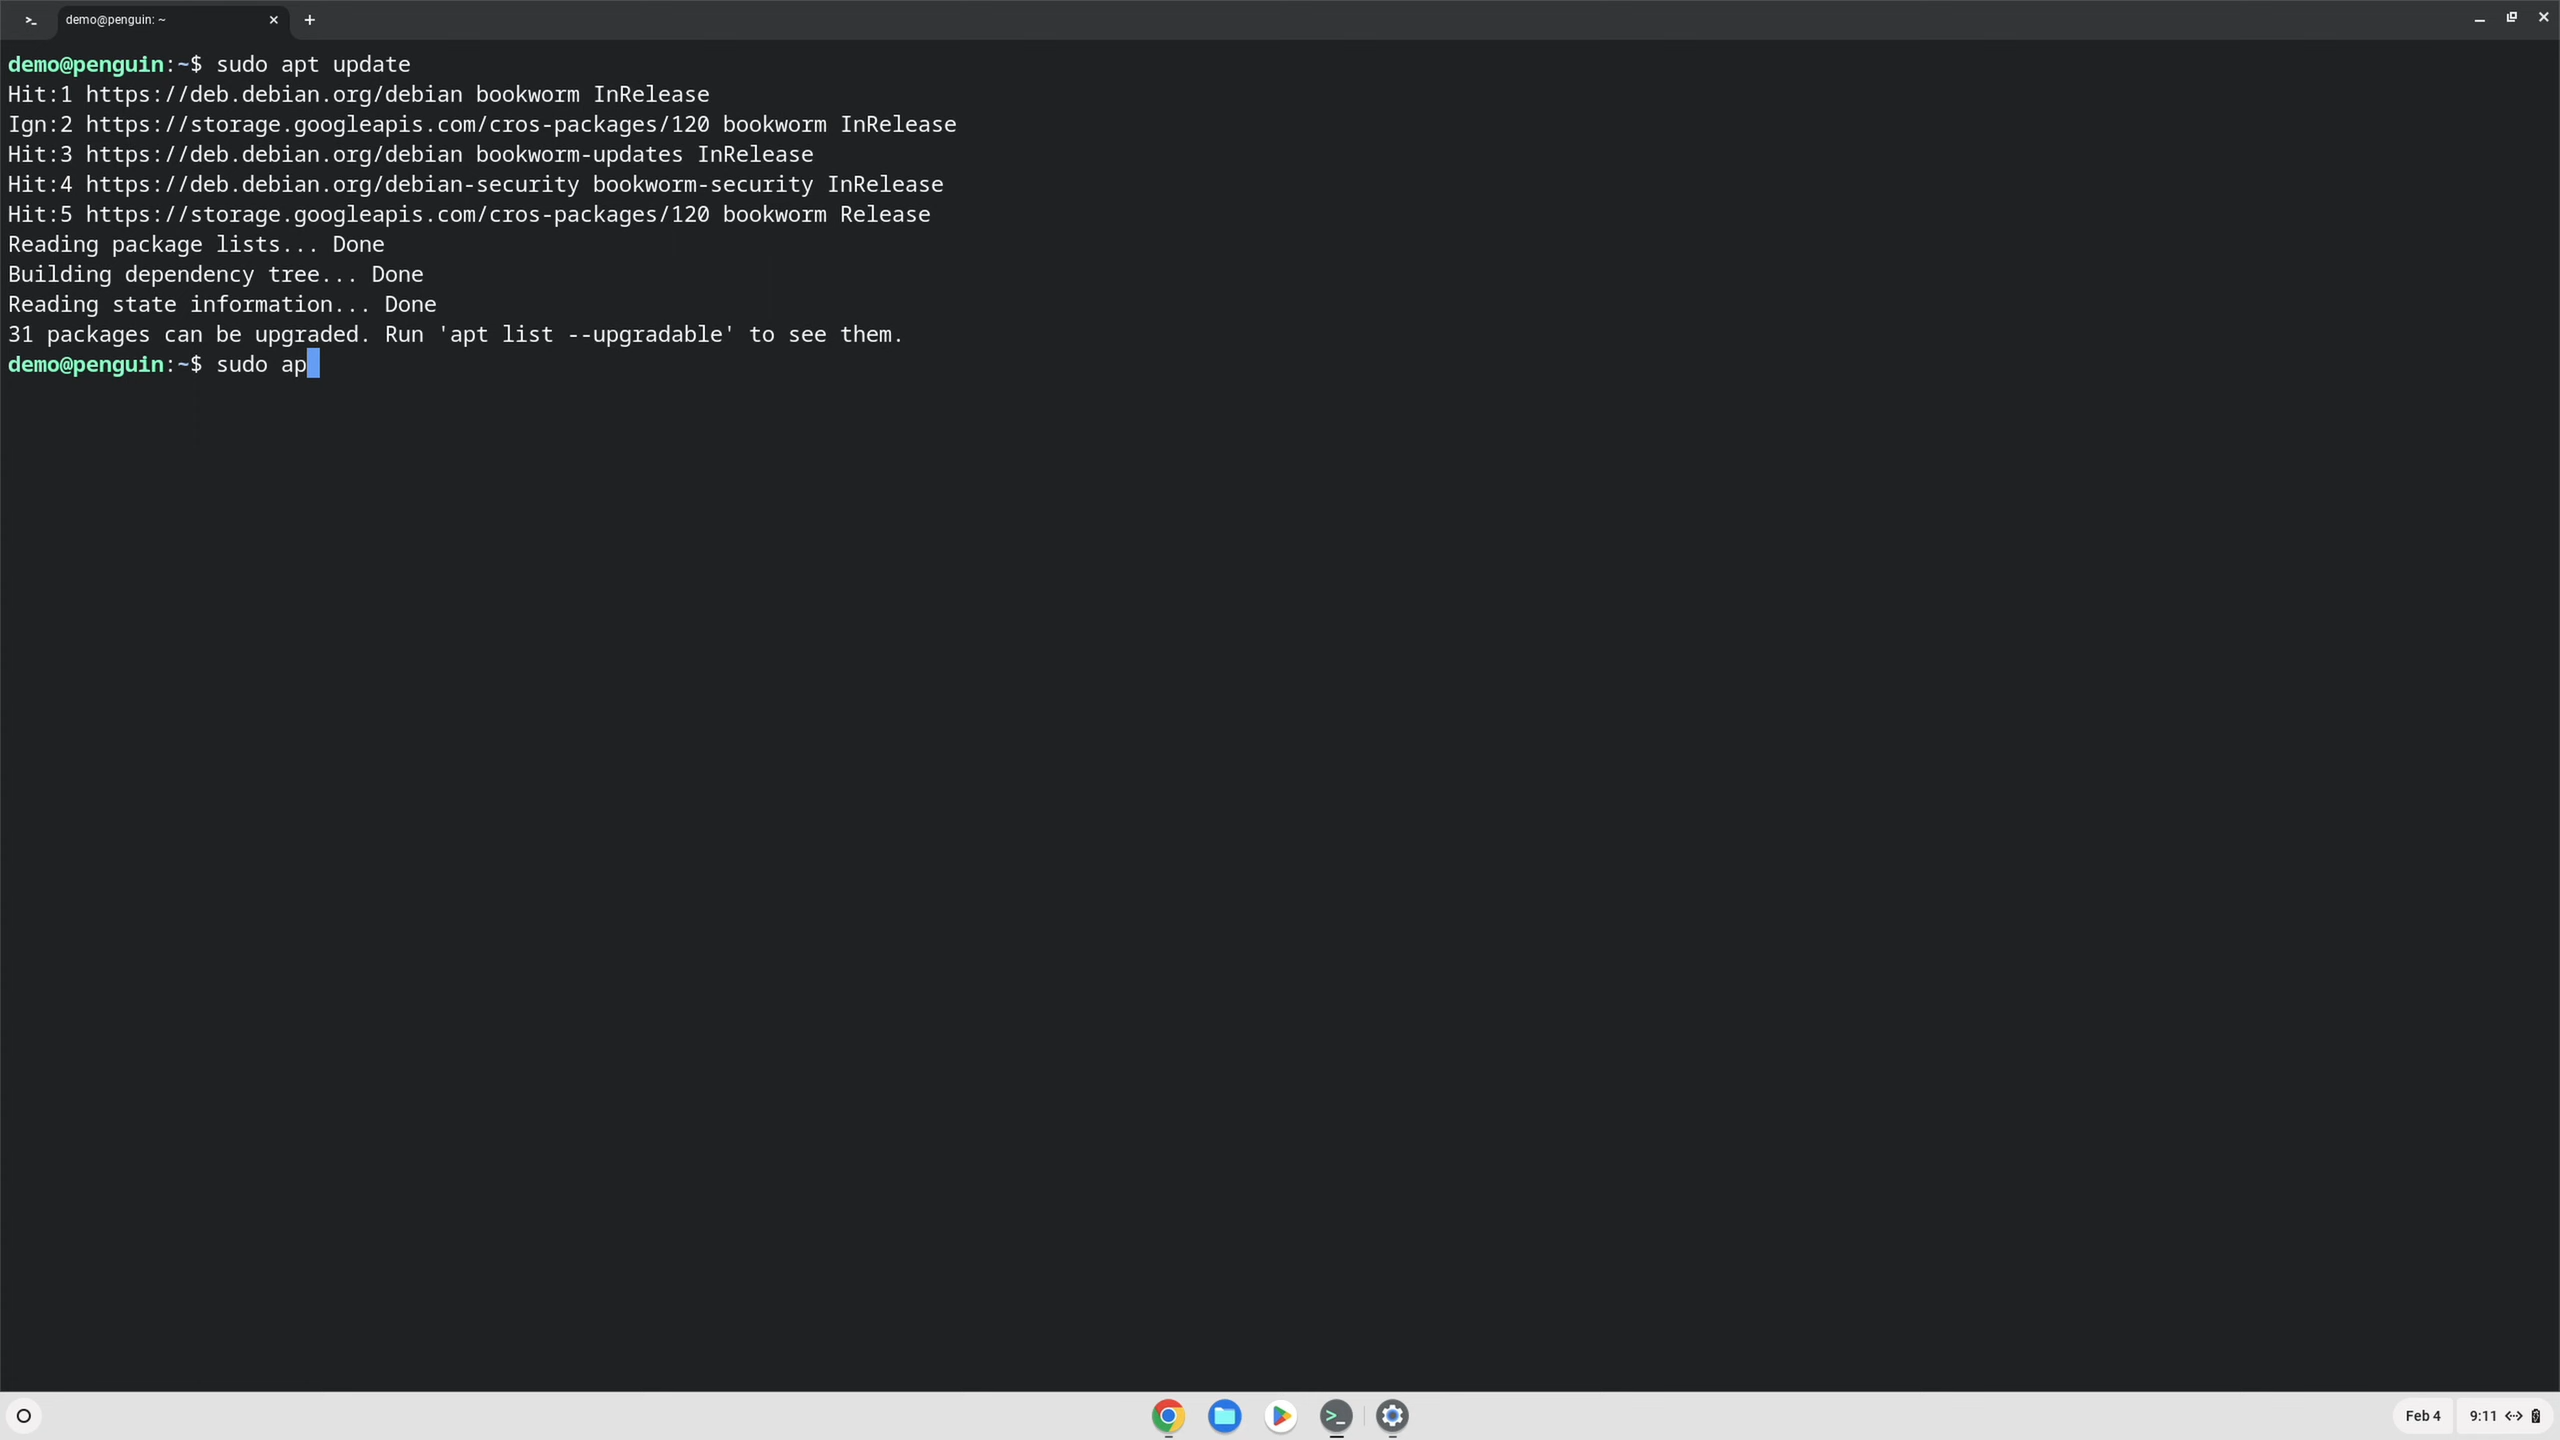 demo@penguin: ~
demo@penguin:~$ sudo apt update
Hit:1 https://deb.debian.org/debian bookworm InRelease
Ign:2 https://storage.googleapis.com/cros-packages/120 bookworm InRelease
Hit:3 https://deb.debian.org/debian bookworm-updates InRelease
Hit:4 https://deb.debian.org/debian-security bookworm-security InRelease
Hit:5 https://storage.googleapis.com/cros-packages/120 bookworm Release
Reading package lists... Done
Building dependency tree... Done
Reading state information... Done
31 packages can be upgraded. Run 'apt list --upgradable' to see them.
demo@penguin:~$ sudo ap
Feb 4 9:11